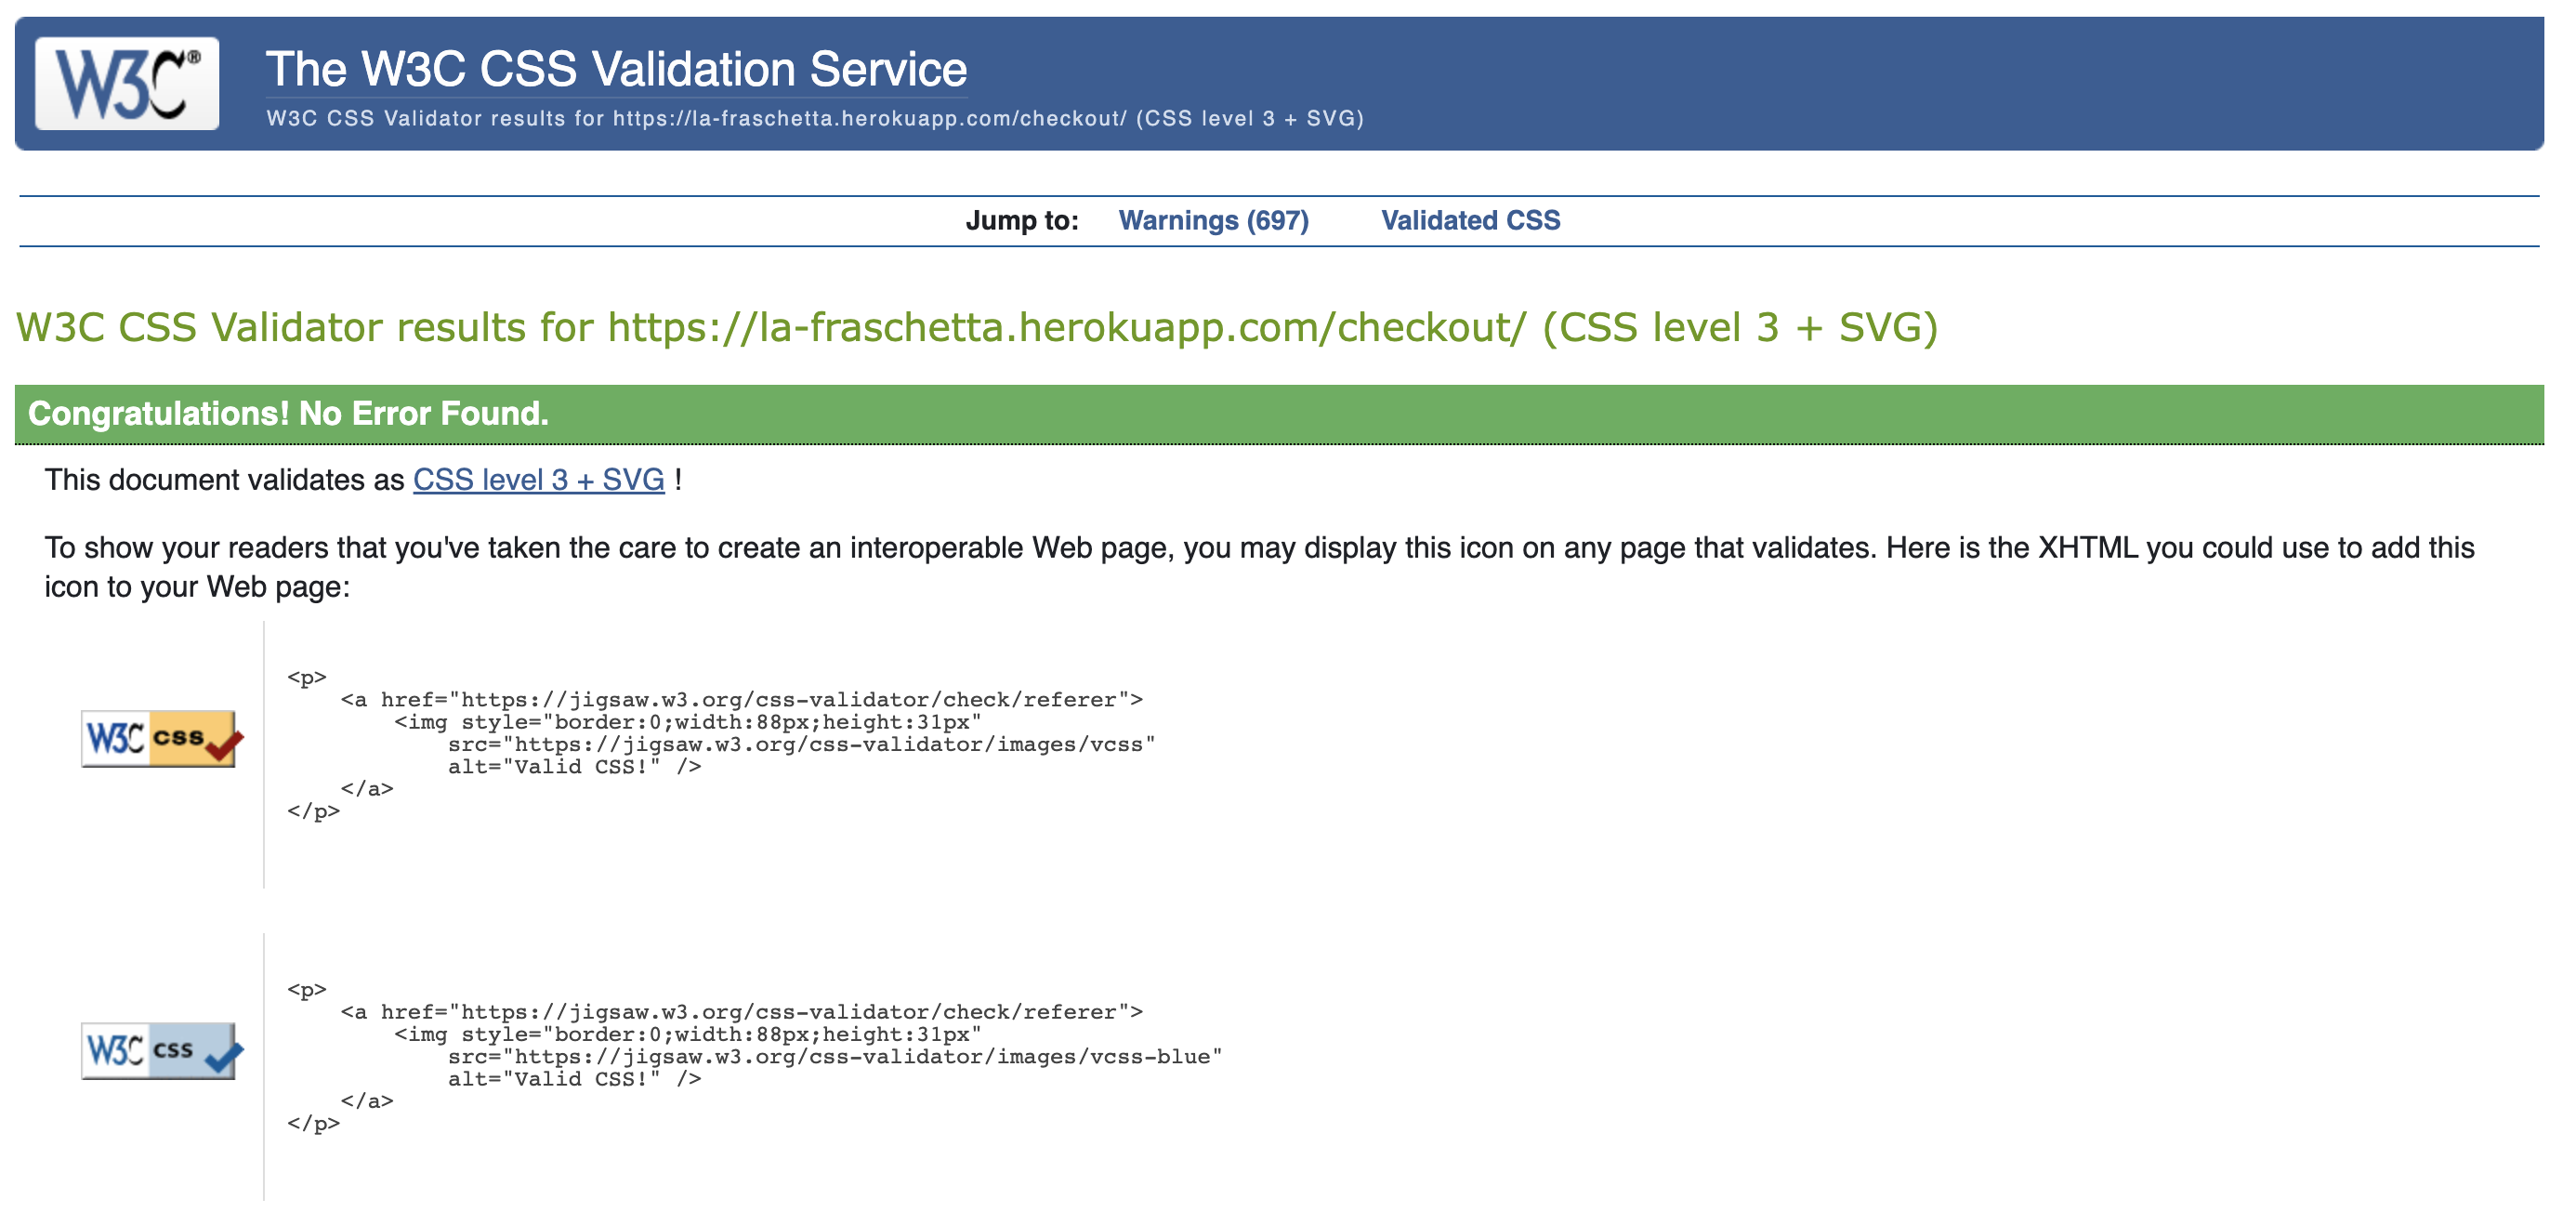 W3C®
The W3C CSS Validation Service
W3C CSS Validator results for https://la-fraschetta.herokuapp.com/checkout/ (CSS level 3 + SVG)
Jump to: Warnings (697) Validated CSS
W3C CSS Validator results for https://la-fraschetta.herokuapp.com/checkout/ (CSS level 3 + SVG)
Congratulations! No Error Found.
This document validates as CSS level 3 + SVG !
To show your readers that you've taken the care to create an interoperable Web page, you may display this icon on any page that validates. Here is the XHTML you could use to add this
icon to your Web page:
W3C css
<p>
    <a href="https://jigsaw.w3.org/css-validator/check/referer">
        <img style="border:0;width:88px;height:31px"
            src="https://jigsaw.w3.org/css-validator/images/vcss"
            alt="Valid CSS!" />
    </a>
</p>
W3C css
<p>
    <a href="https://jigsaw.w3.org/css-validator/check/referer">
        <img style="border:0;width:88px;height:31px"
            src="https://jigsaw.w3.org/css-validator/images/vcss-blue"
            alt="Valid CSS!" />
    </a>
</p>